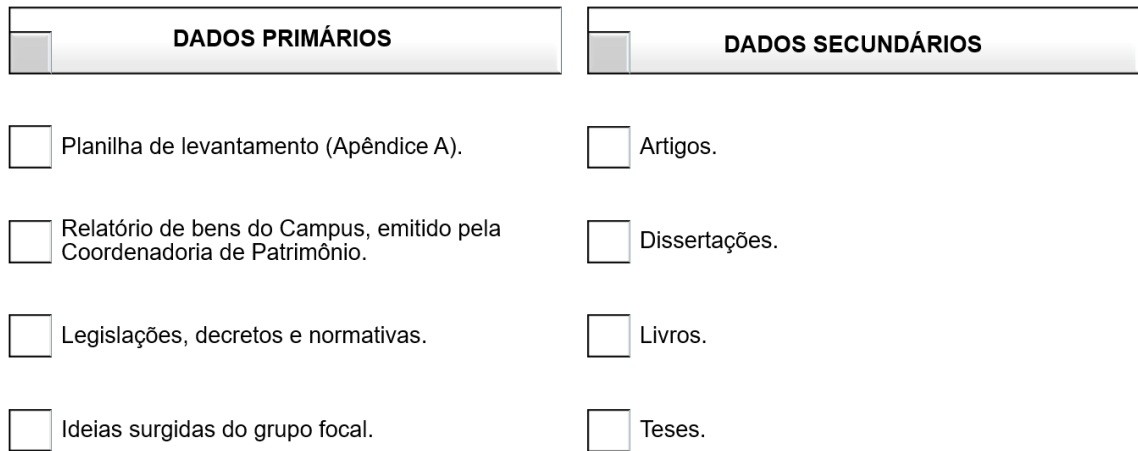 DADOS PRIMÁRIOS
Planilha de levantamento (Apêndice A).
Relatório de bens do Campus, emitido pela
Coordenadoria de Patrimônio.
Legislações, decretos e normativas.
Ideias surgidas do grupo focal.
DADOS SECUNDÁRIOS
Artigos.
Dissertações.
Livros.
Teses.